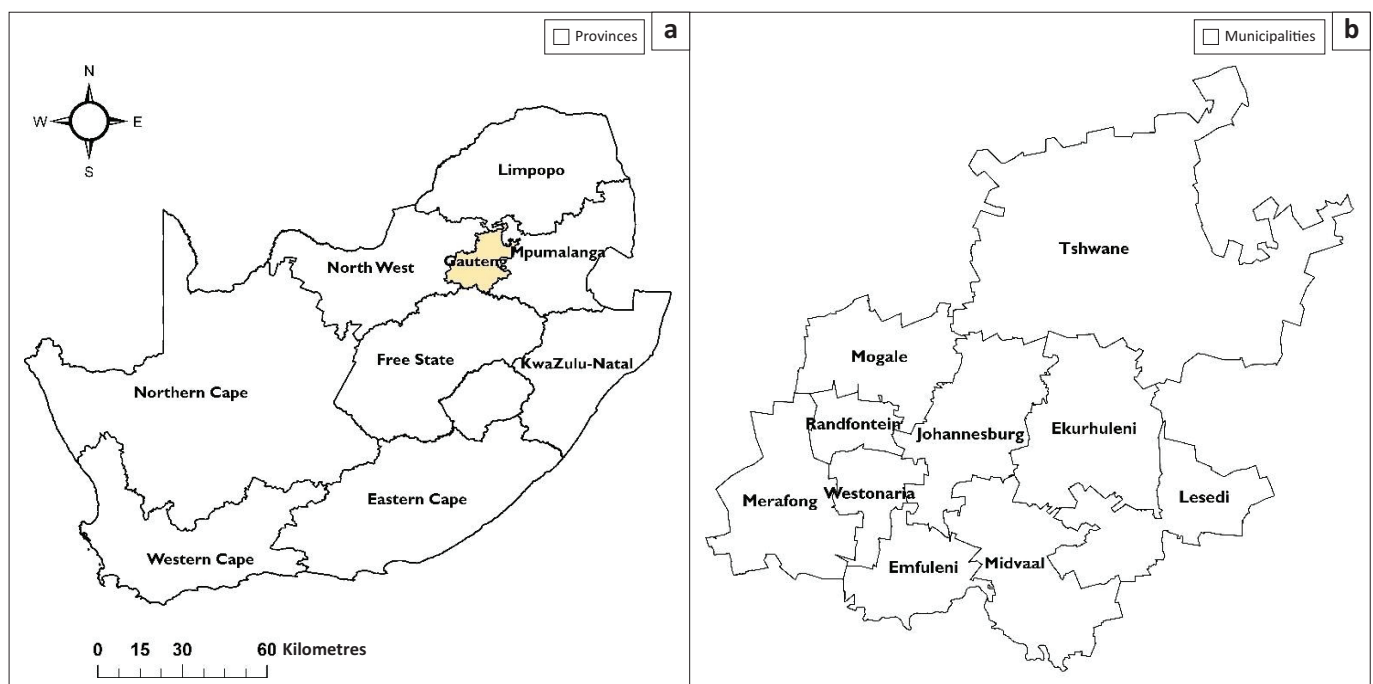 Provinces
a
N
W
E
S
Limpopo
North West
Gauteng
Mpumalanga
Free State
KwaZulu-Natal
Northern Cape
Eastern Cape
Western Cape
0 15 30 60 Kilometres
Municipalities
b
Tshwane
Mogale
Randfontein
Johannesburg
Ekurhuleni
Merafong
Westonaria
Lesedi
Emfuleni
Midvaal